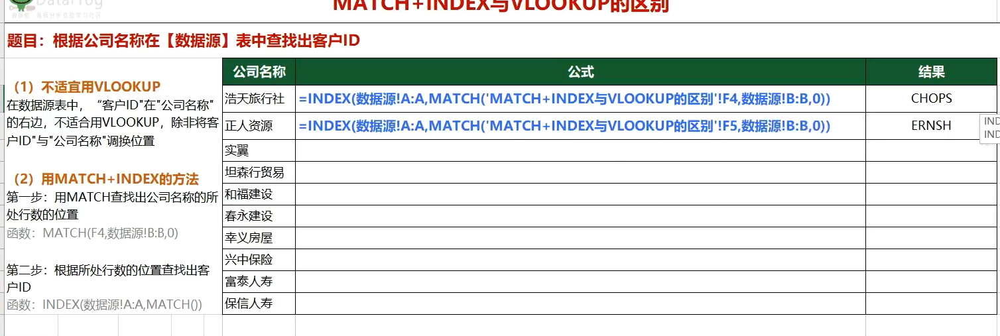 MATCH+INDEX与VLOOKUP的区别
题目：根据公司名称在【数据源】表中查找出客户ID
（1）不适宜用VLOOKUP
在数据源表中，“客户ID"在"公司名称"
的右边，不适合用VLOOKUP，除非将客
户ID"与"公司名称"调换位置
（2）用MATCH+INDEX的方法
第一步：用MATCH查找出公司名称的所
处行数的位置
函数：MATCH(F4,数据源!B:B,0)
第二步：根据所处行数的位置查找出客
户ID
函数：INDEX(数据源!A:A,MATCH())
公司名称 公式 结果
浩天旅行社 =INDEX(数据源!A:A,MATCH('MATCH+INDEX与VLOOKUP的区别'!F4,数据源!B:B,0)) CHOPS
正人资源 =INDEX(数据源!A:A,MATCH('MATCH+INDEX与VLOOKUP的区别'!F5,数据源!B:B,0)) ERNSH
实翼
坦森行贸易
和福建设
春永建设
幸义房屋
兴中保险
富泰人寿
保信人寿
IND
IND